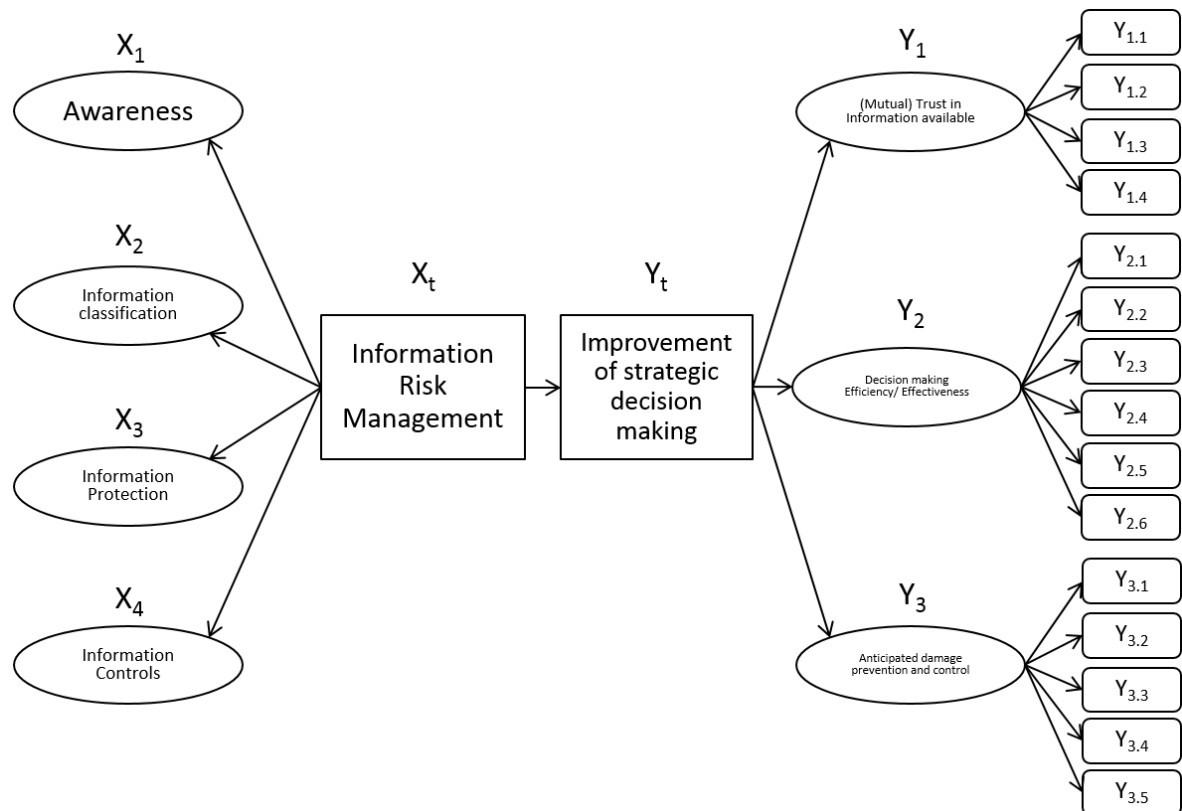 X1
Awareness
X2
Information
classification
X3
Information
Protection
X4
Information
Controls
Xt
Information
Risk
Management
Yt
Improvement
of strategic
decision
making
Y1
(Mutual) Trust in
Information available
Y2
Decision making
Efficiency/ Effectiveness
Y3
Anticipated damage
prevention and control
Y1.1
Y1.2
Y1.3
Y1.4
Y2.1
Y2.2
Y2.3
Y2.4
Y2.5
Y2.6
Y3.1
Y3.2
Y3.3
Y3.4
Y3.5